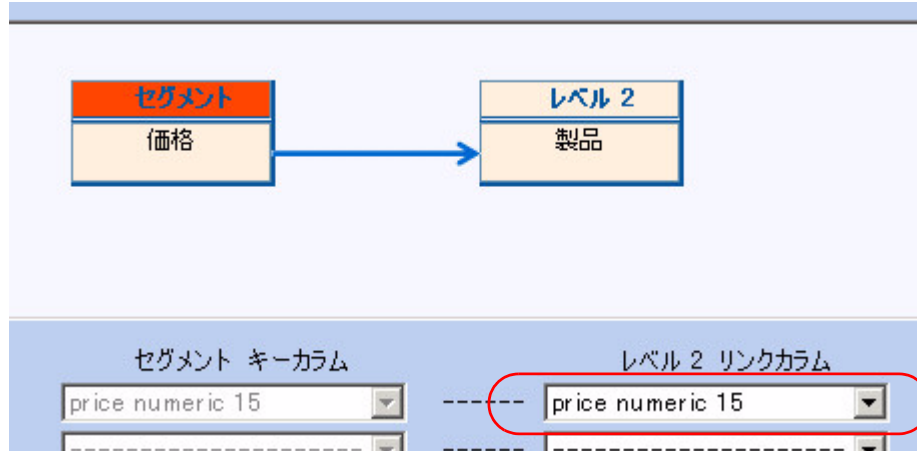 セグメント
レベル 2
価格
製品
セグメント キーカラム
レベル 2 リンクカラム
price numeric 15
------
price numeric 15